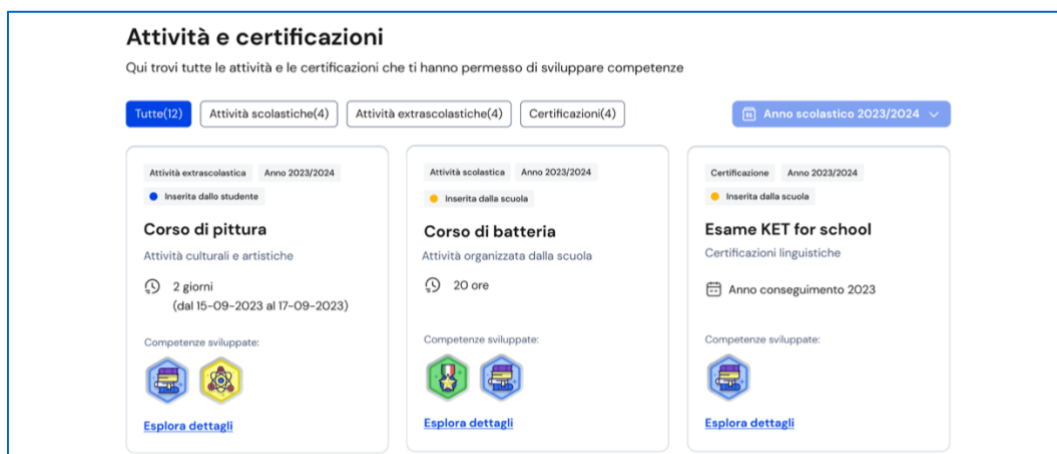 Attività e certificazioni
Qui trovi tutte le attività e le certificazioni che ti hanno permesso di sviluppare competenze
Tutte(12) Attività scolastiche(4) Attività extrascolastiche(4) Certificazioni(4) Anno scolastico 2023/2024
Attività extrascolastica Anno 2023/2024
Inserita dallo studente
Corso di pittura
Attività culturali e artistiche
2 giorni
(dal 15-09-2023 al 17-09-2023)
Competenze sviluppate:
Esplora dettagli
Attività scolastica Anno 2023/2024
Inserita dalla scuola
Corso di batteria
Attività organizzata dalla scuola
20 ore
Competenze sviluppate:
Esplora dettagli
Certificazione Anno 2023/2024
Inserita dalla scuola
Esame KET for school
Certificazioni linguistiche
Anno conseguimento 2023
Competenze sviluppate:
Esplora dettagli